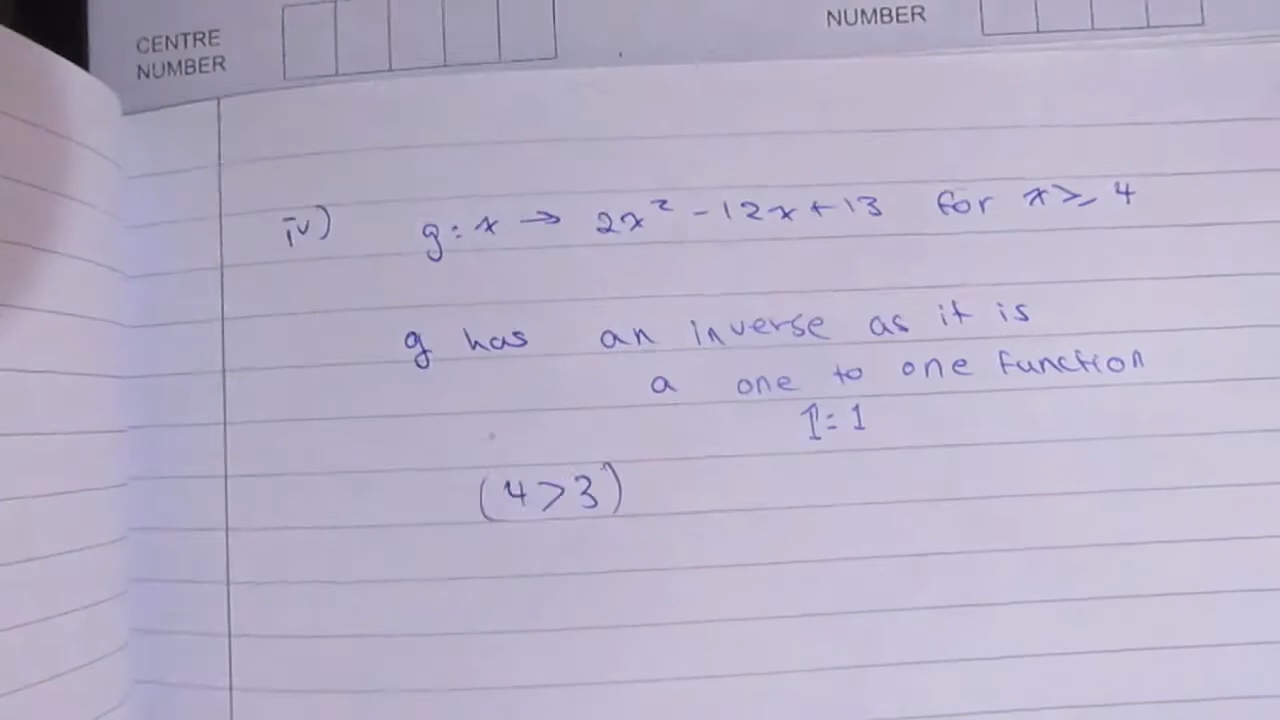 CENTRE
NUMBER
NUMBER
iv) g : x → 2x² - 12x + 13 for x ≥ 4
g has an inverse as it is
a one to one function
1:1
(4>3)